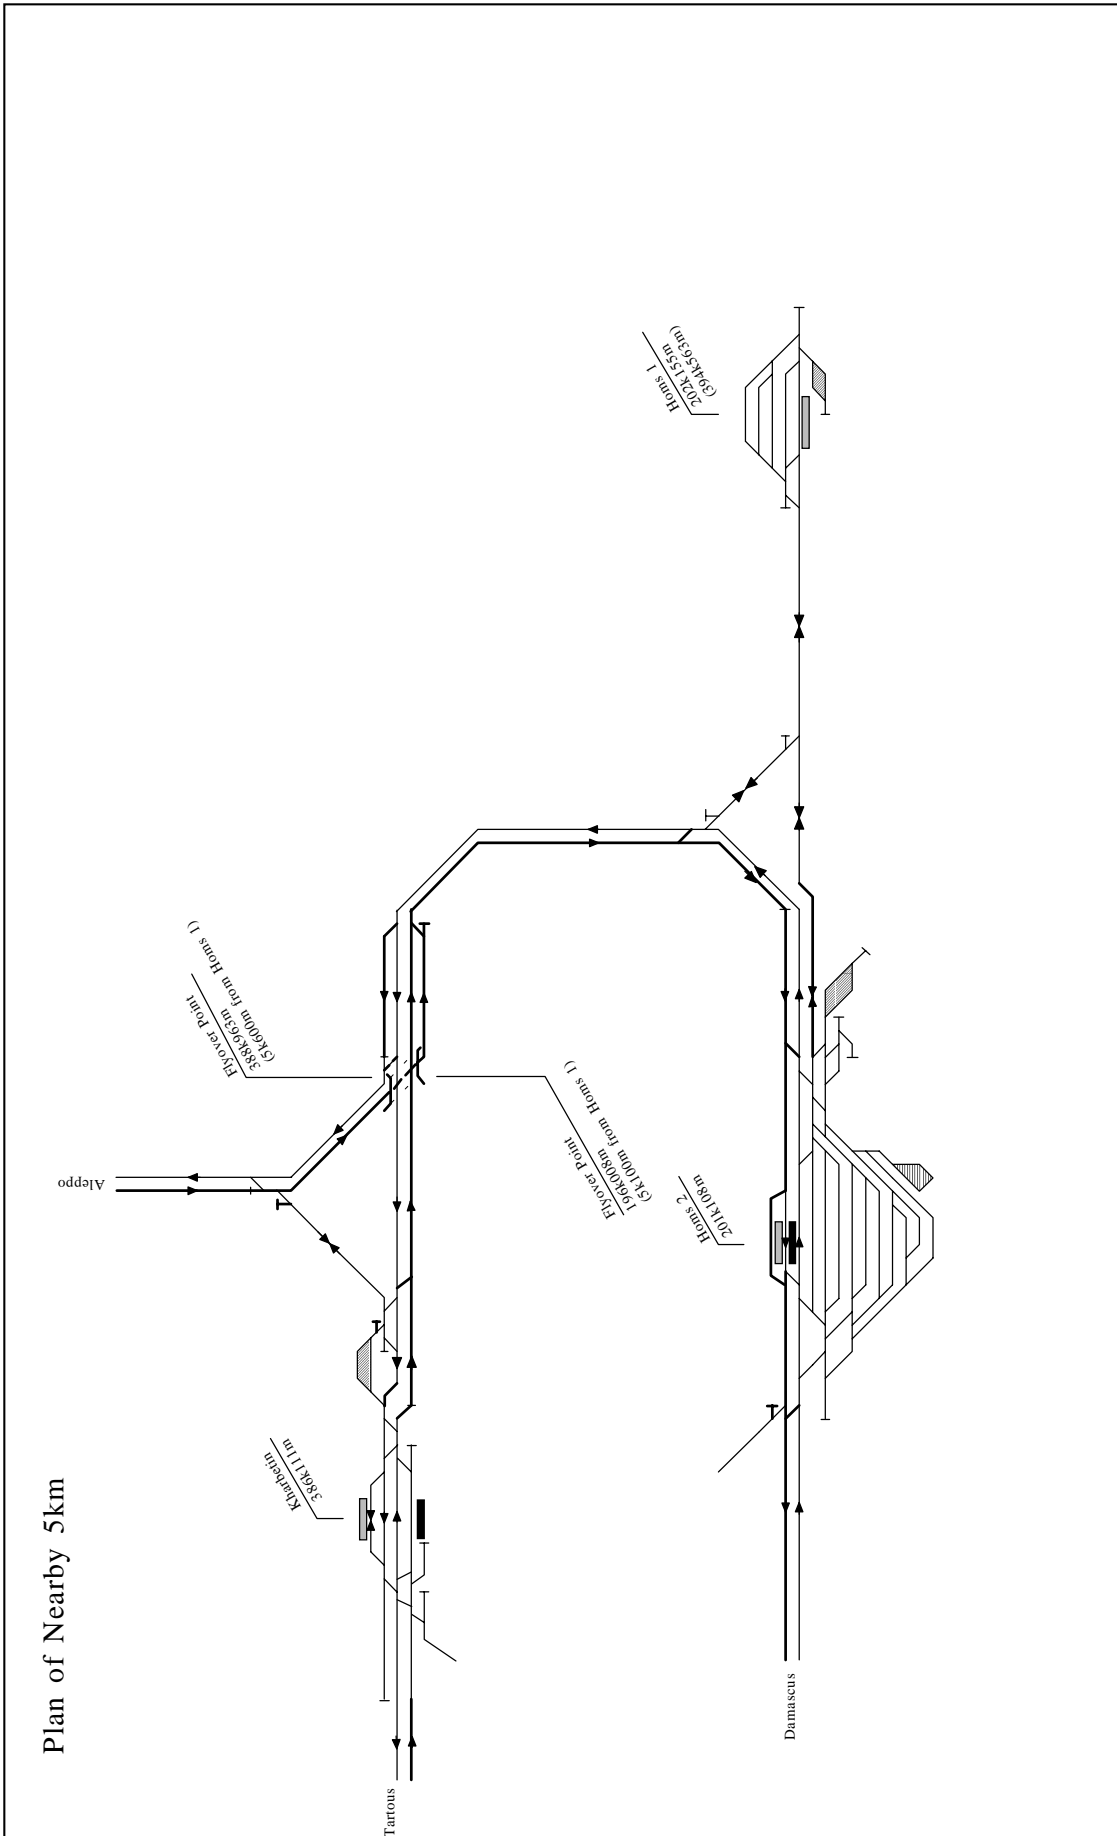 Plan of Nearby 5km
Aleppo
Flyover Point
388k963m
(5k600m from Homs 1)
Flyover Point
196k008m
(5k100m from Homs 1)
Homs 1
202k155m
(394k563m)
Homs 2
201k108m
Kharbetin
386k111m
Tartous
Damascus